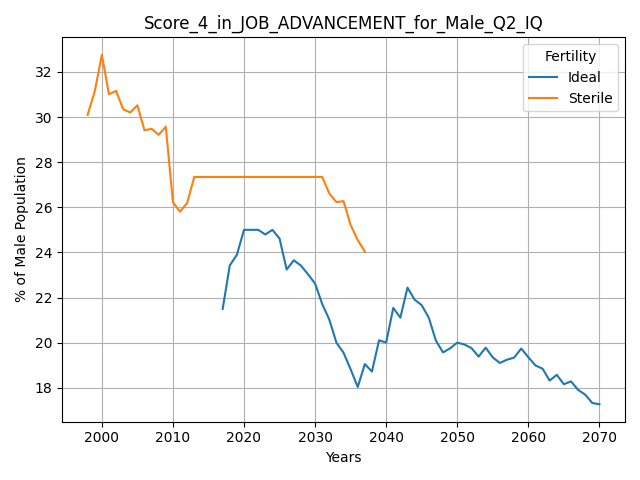 Score_4_in_JOB_ADVANCEMENT_for_Male_Q2_IQ
Fertility
Ideal
Sterile
% of Male Population
32
30
28
26
24
22
20
18
2000 2010 2020 2030 2040 2050 2060 2070
Years